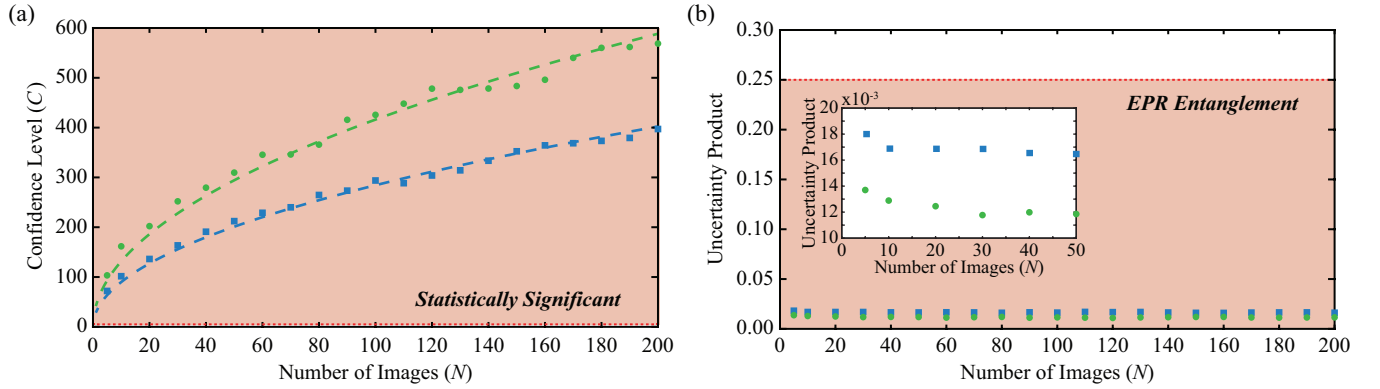 (a)
600
500
400
300
200
100
0
Confidence Level (C)
Statistically Significant
0 20 40 60 80 100 120 140 160 180 200
Number of Images (N)
(b)
0.30
0.25
0.20
0.15
0.10
0.05
0.00
Uncertainty Product
EPR Entanglement
x10-3
20
18
16
14
12
10
Uncertainty Product
0 10 20 30 40 50
Number of Images (N)
0 20 40 60 80 100 120 140 160 180 200
Number of Images (N)